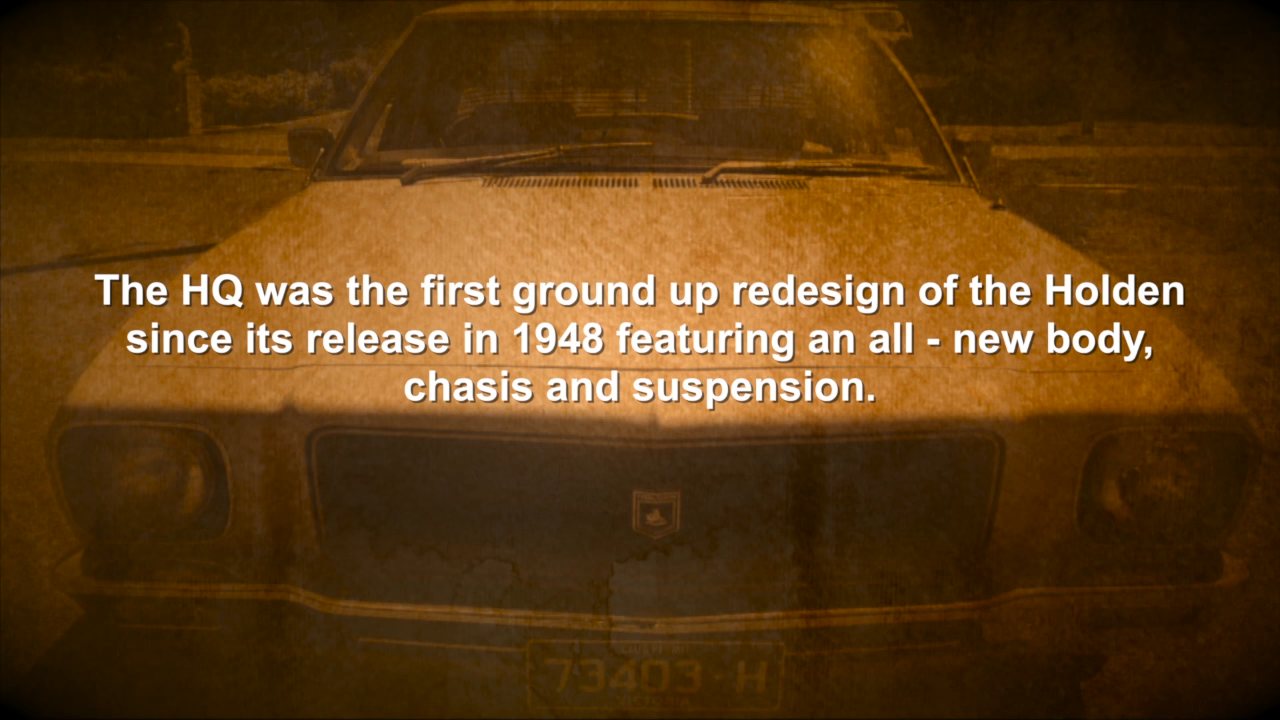 The HQ was the first ground up redesign of the Holden
since its release in 1948 featuring an all - new body,
chasis and suspension.
73403·H